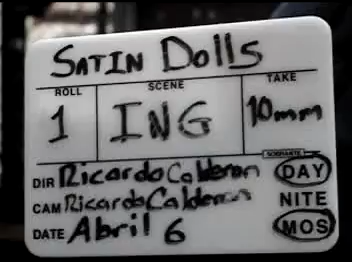 SATIN Dolls
ROLL SCENE TAKE
1 ING 10mm
DIR Ricardo Calderon DAY
CAM Ricardo Calderon NITE
DATE Abril 6 MOS